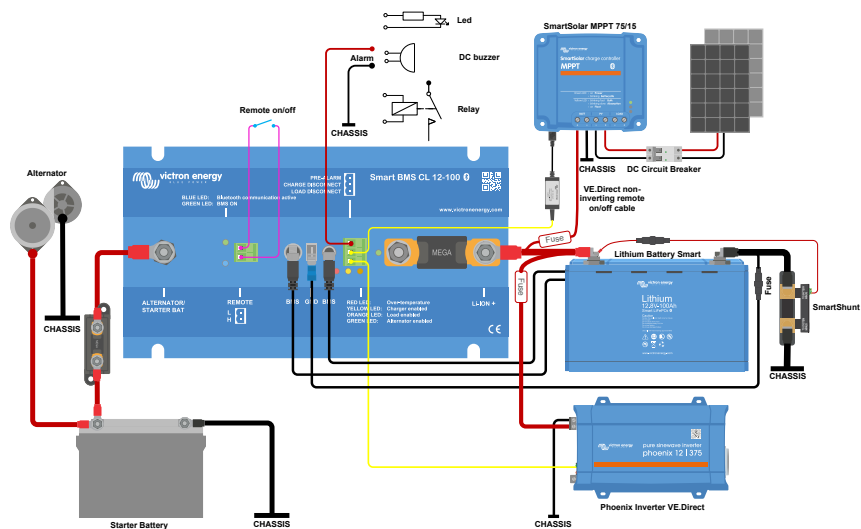 Led
DC buzzer
Alarm
Relay
CHASSIS
Remote on/off
SmartSolar MPPT 75/15
victron energy
SmartSolar charge controller
MPPT
CHASSIS
DC Circuit Breaker
VE.Direct non-
inverting remote
on/off cable
Alternator
CHASSIS
victron energy
BLUE POWER
PRE-ALARM
CHARGE DISCONNECT
LOAD DISCONNECT
Smart BMS CL 12-100
www.victronenergy.com
BLUE LED: Bluetooth communication active
GREEN LED: BMS ON
MEGA
ALTERNATOR/
STARTER BAT
REMOTE
L
H
BMS
GND
BMS
RED LED: Over-temperature
YELLOW LED: Charger enabled
ORANGE LED: Load enabled
GREEN LED: Alternator enabled
LI-ION +
CE
Fuse
Fuse
Lithium Battery Smart
victron energy
Lithium
12,8V-100Ah
Fuse
SmartShunt
CHASSIS
Starter Battery
CHASSIS
victron energy
pure sinewave inverter
phoenix 12 | 375
CHASSIS
Phoenix Inverter VE.Direct